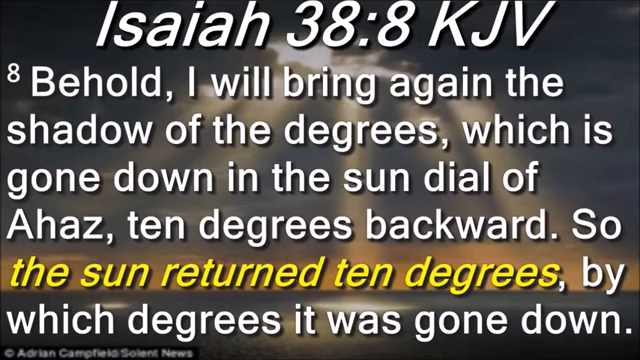 Isaiah 38:8 KJV
8 Behold, I will bring again the
shadow of the degrees, which is
gone down in the sun dial of
Ahaz, ten degrees backward. So
the sun returned ten degrees, by
which degrees it was gone down.
© Adrian Campfield/Solent News